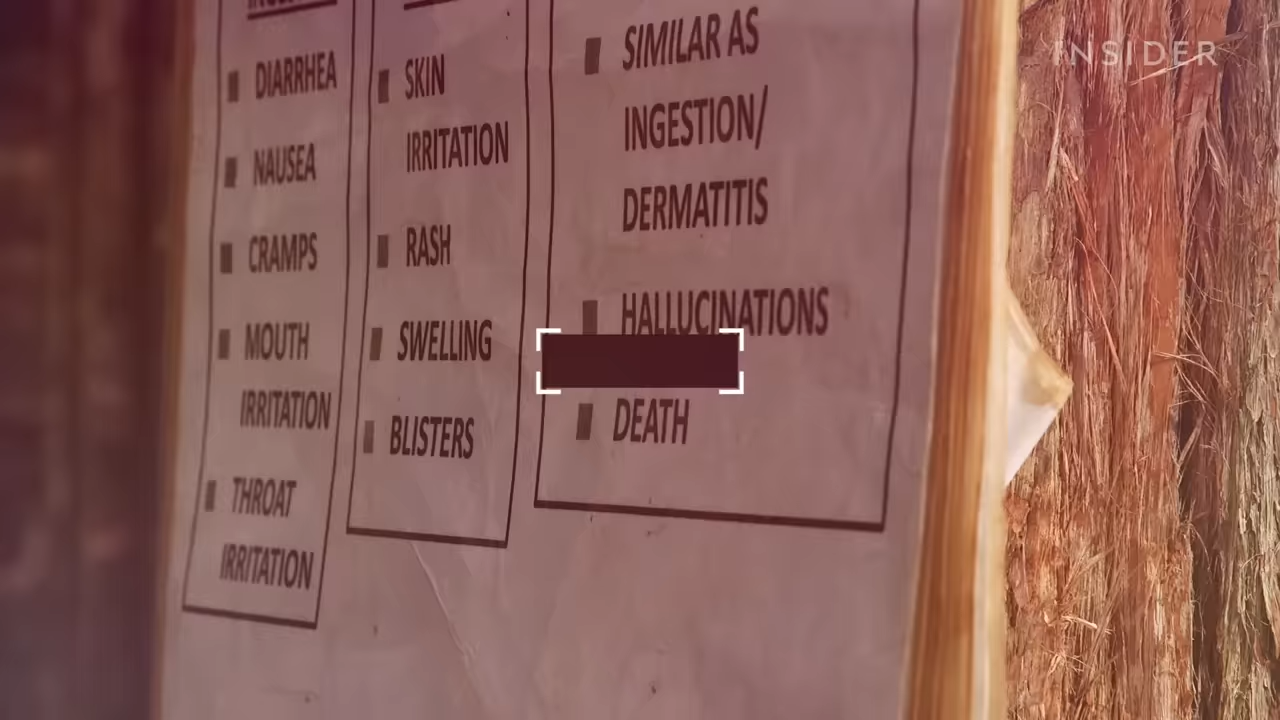 INSIDER
DIARRHEA
NAUSEA
CRAMPS
MOUTH
IRRITATION
THROAT
IRRITATION
SKIN
IRRITATION
RASH
SWELLING
BLISTERS
SIMILAR AS
INGESTION/
DERMATITIS
HALLUCINATIONS
DEATH